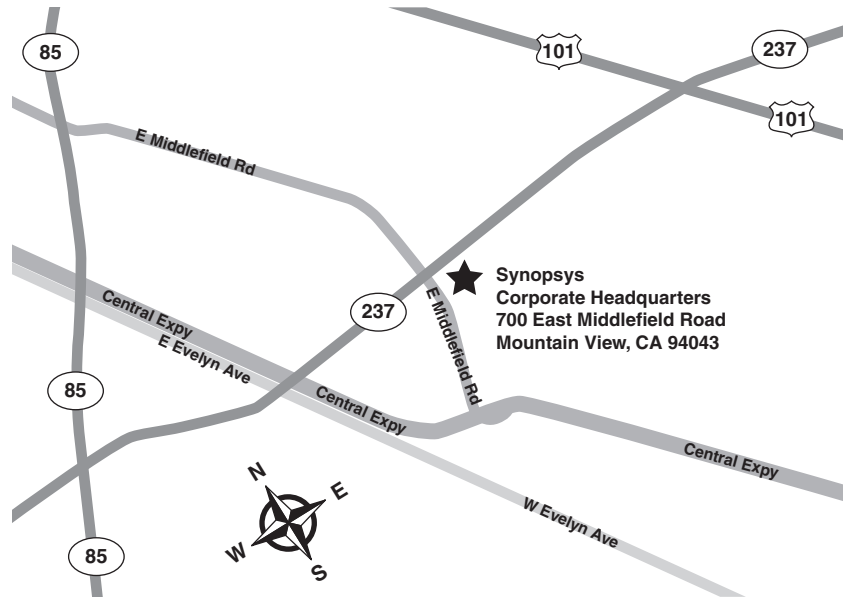 85
101
237
101
E Middlefield Rd
Synopsys
Corporate Headquarters
700 East Middlefield Road
Mountain View, CA 94043
237
E Middlefield Rd
Central Expy
E Evelyn Ave
85
Central Expy
Central Expy
N
E
W
S
W Evelyn Ave
85